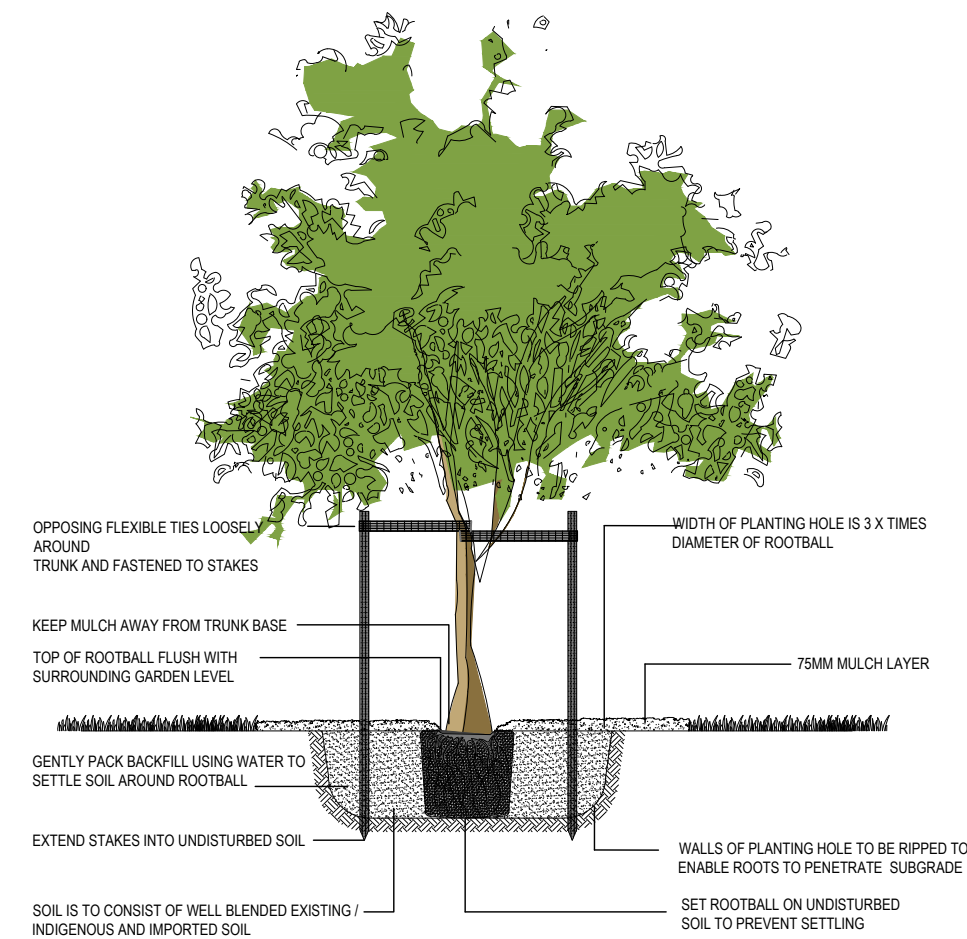 OPPOSING FLEXIBLE TIES LOOSELY
AROUND
TRUNK AND FASTENED TO STAKES
KEEP MULCH AWAY FROM TRUNK BASE
TOP OF ROOTBALL FLUSH WITH
SURROUNDING GARDEN LEVEL
GENTLY PACK BACKFILL USING WATER TO
SETTLE SOIL AROUND ROOTBALL
EXTEND STAKES INTO UNDISTURBED SOIL
SOIL IS TO CONSIST OF WELL BLENDED EXISTING /
INDIGENOUS AND IMPORTED SOIL
WIDTH OF PLANTING HOLE IS 3 X TIMES
DIAMETER OF ROOTBALL
75MM MULCH LAYER
WALLS OF PLANTING HOLE TO BE RIPPED TO
ENABLE ROOTS TO PENETRATE SUBGRADE
SET ROOTBALL ON UNDISTURBED
SOIL TO PREVENT SETTLING